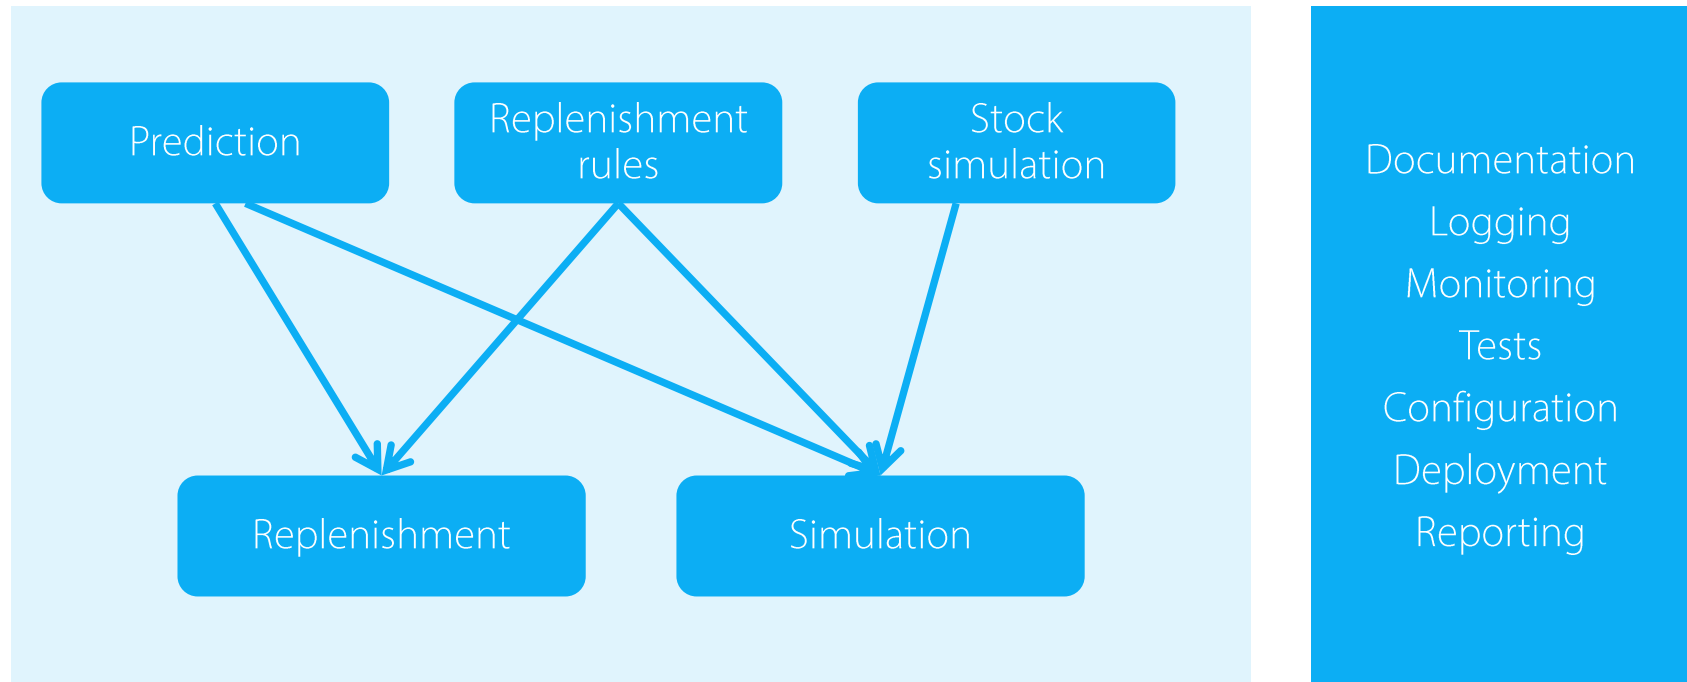 Prediction
Replenishment
rules
Stock
simulation
Replenishment
Simulation
Documentation
Logging
Monitoring
Tests
Configuration
Deployment
Reporting